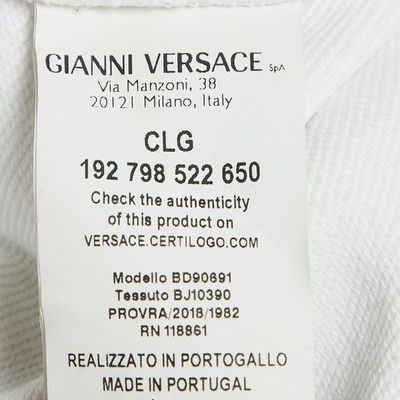 GIANNI VERSACE SpA
Via Manzoni, 38
20121 Milano, Italy
CLG
192 798 522 650
Check the authenticity
of this product on
VERSACE.CERTILOGO.COM
Modello BD90691
Tessuto BJ10390
PROVRA/2018/1982
RN 118861
REALIZZATO IN PORTOGALLO
MADE IN PORTUGAL